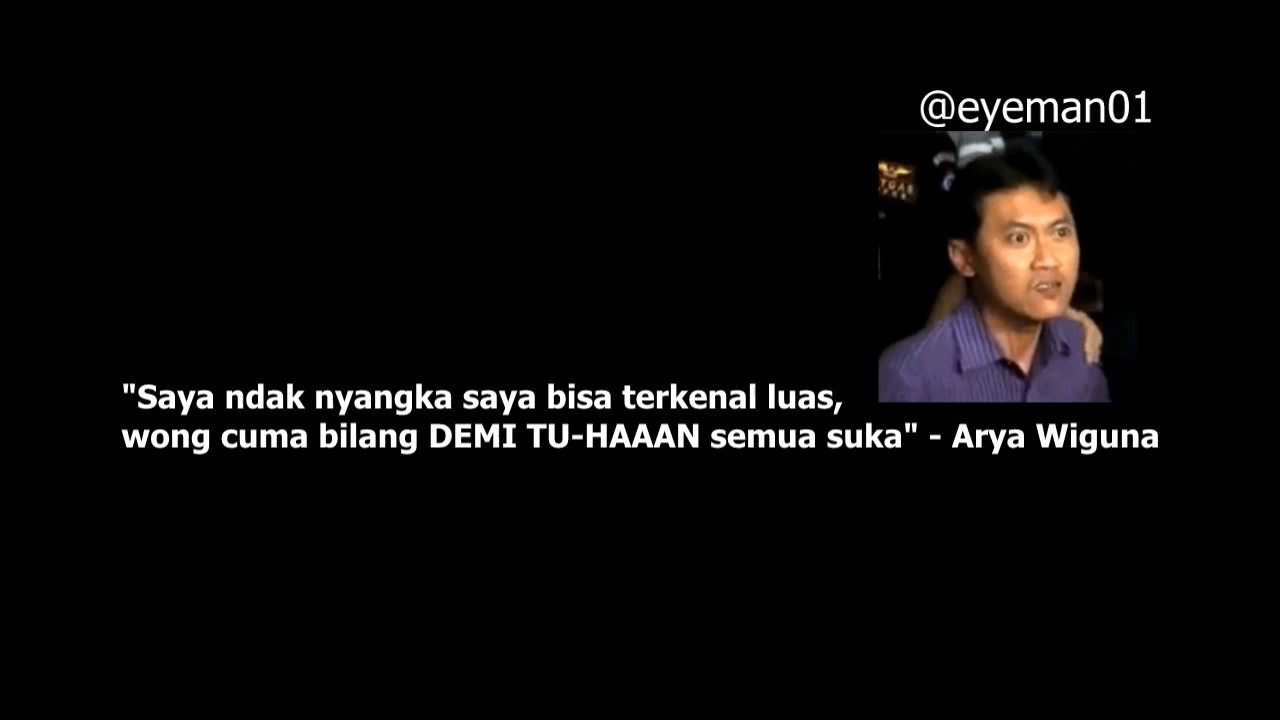 @eyeman01
"Saya ndak nyangka saya bisa terkenal luas,
wong cuma bilang DEMI TU-HAAAN semua suka" - Arya Wiguna